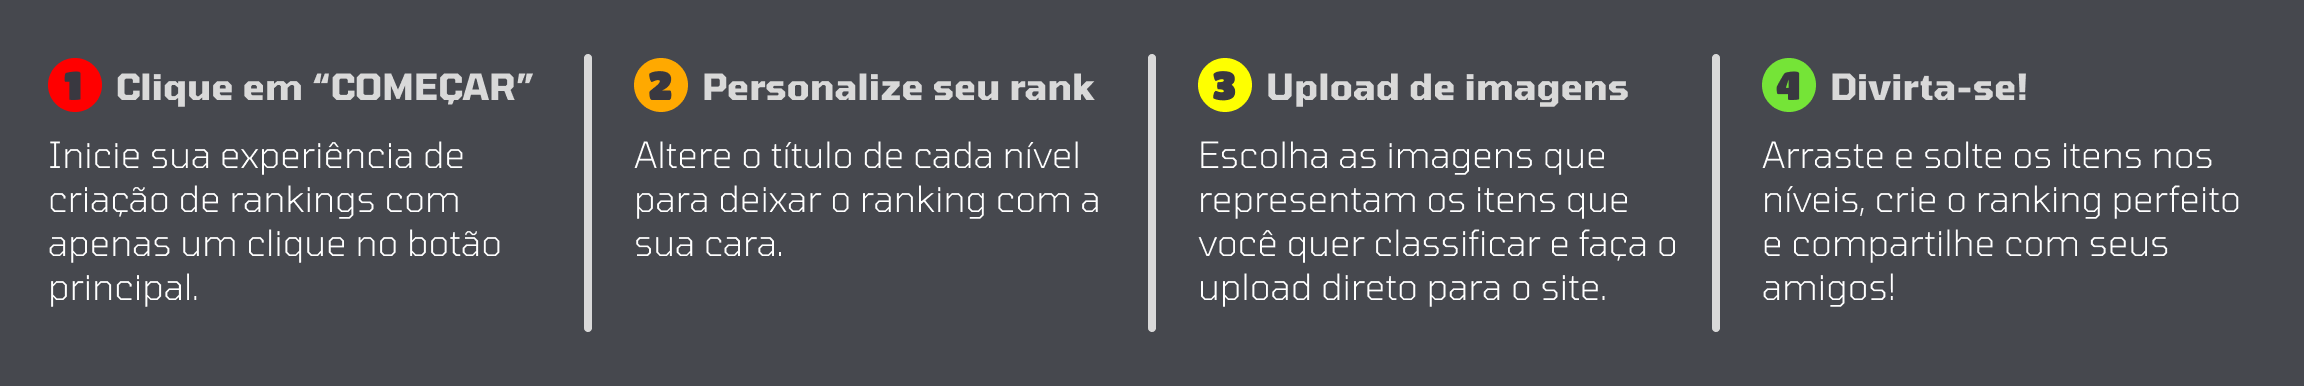 1 Clique em “COMEÇAR”
Inicie sua experiência de
criação de rankings com
apenas um clique no botão
principal.
2 Personalize seu rank
Altere o título de cada nível
para deixar o ranking com a
sua cara.
3 Upload de imagens
Escolha as imagens que
representam os itens que
você quer classificar e faça o
upload direto para o site.
4 Divirta-se!
Arraste e solte os itens nos
níveis, crie o ranking perfeito
e compartilhe com seus
amigos!